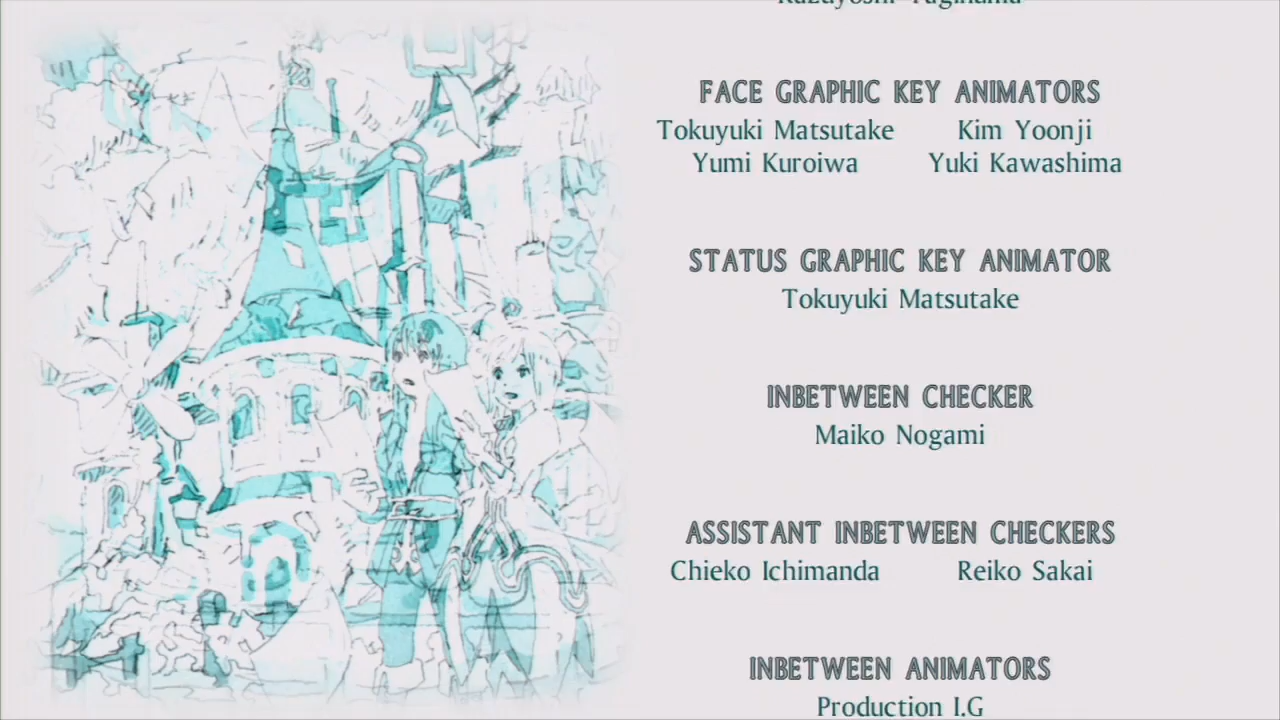 FACE GRAPHIC KEY ANIMATORS
Tokuyuki Matsutake Kim Yoonji
Yumi Kuroiwa Yuki Kawashima
STATUS GRAPHIC KEY ANIMATOR
Tokuyuki Matsutake
INBETWEEN CHECKER
Maiko Nogami
ASSISTANT INBETWEEN CHECKERS
Chieko Ichimanda Reiko Sakai
INBETWEEN ANIMATORS
Production I.G